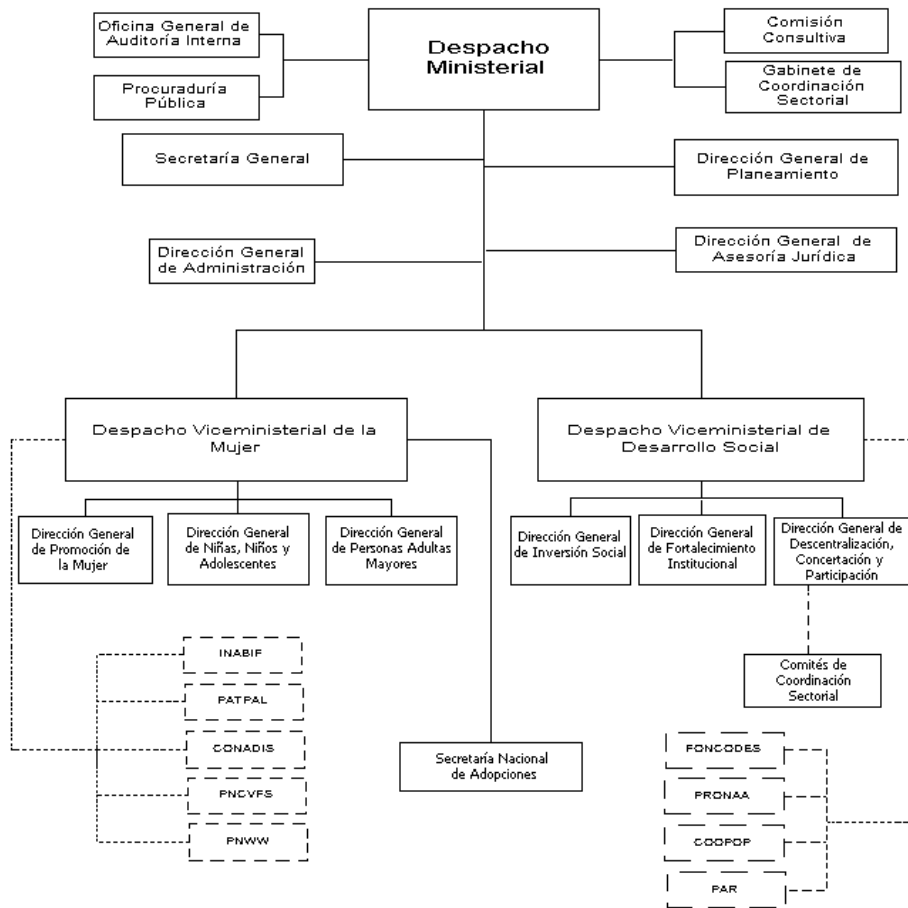 Oficina General de
Auditoría Interna
Despacho
Ministerial
Comisión
Consultiva
Procuraduría
Pública
Gabinete de
Coordinación
Sectorial
Secretaría General
Dirección General de
Planeamiento
Dirección General
de Administración
Dirección General de
Asesoría Jurídica
Despacho Viceministerial de la
Mujer
Despacho Viceministerial de
Desarrollo Social
Dirección General
de Promoción de
la Mujer
Dirección General
de Niñas, Niños y
Adolescentes
Dirección General
de Personas Adultas
Mayores
Dirección General
de Inversión Social
Dirección General
de Fortalecimiento
Institucional
Dirección General de
Descentralización,
Concertación y
Participación
INABIF
PATPAL
CONADIS
PNCVFS
PNWW
Secretaría Nacional
de Adopciones
Comités de
Coordinación
Sectorial
FONCODES
PRONAA
COOPOP
PAR